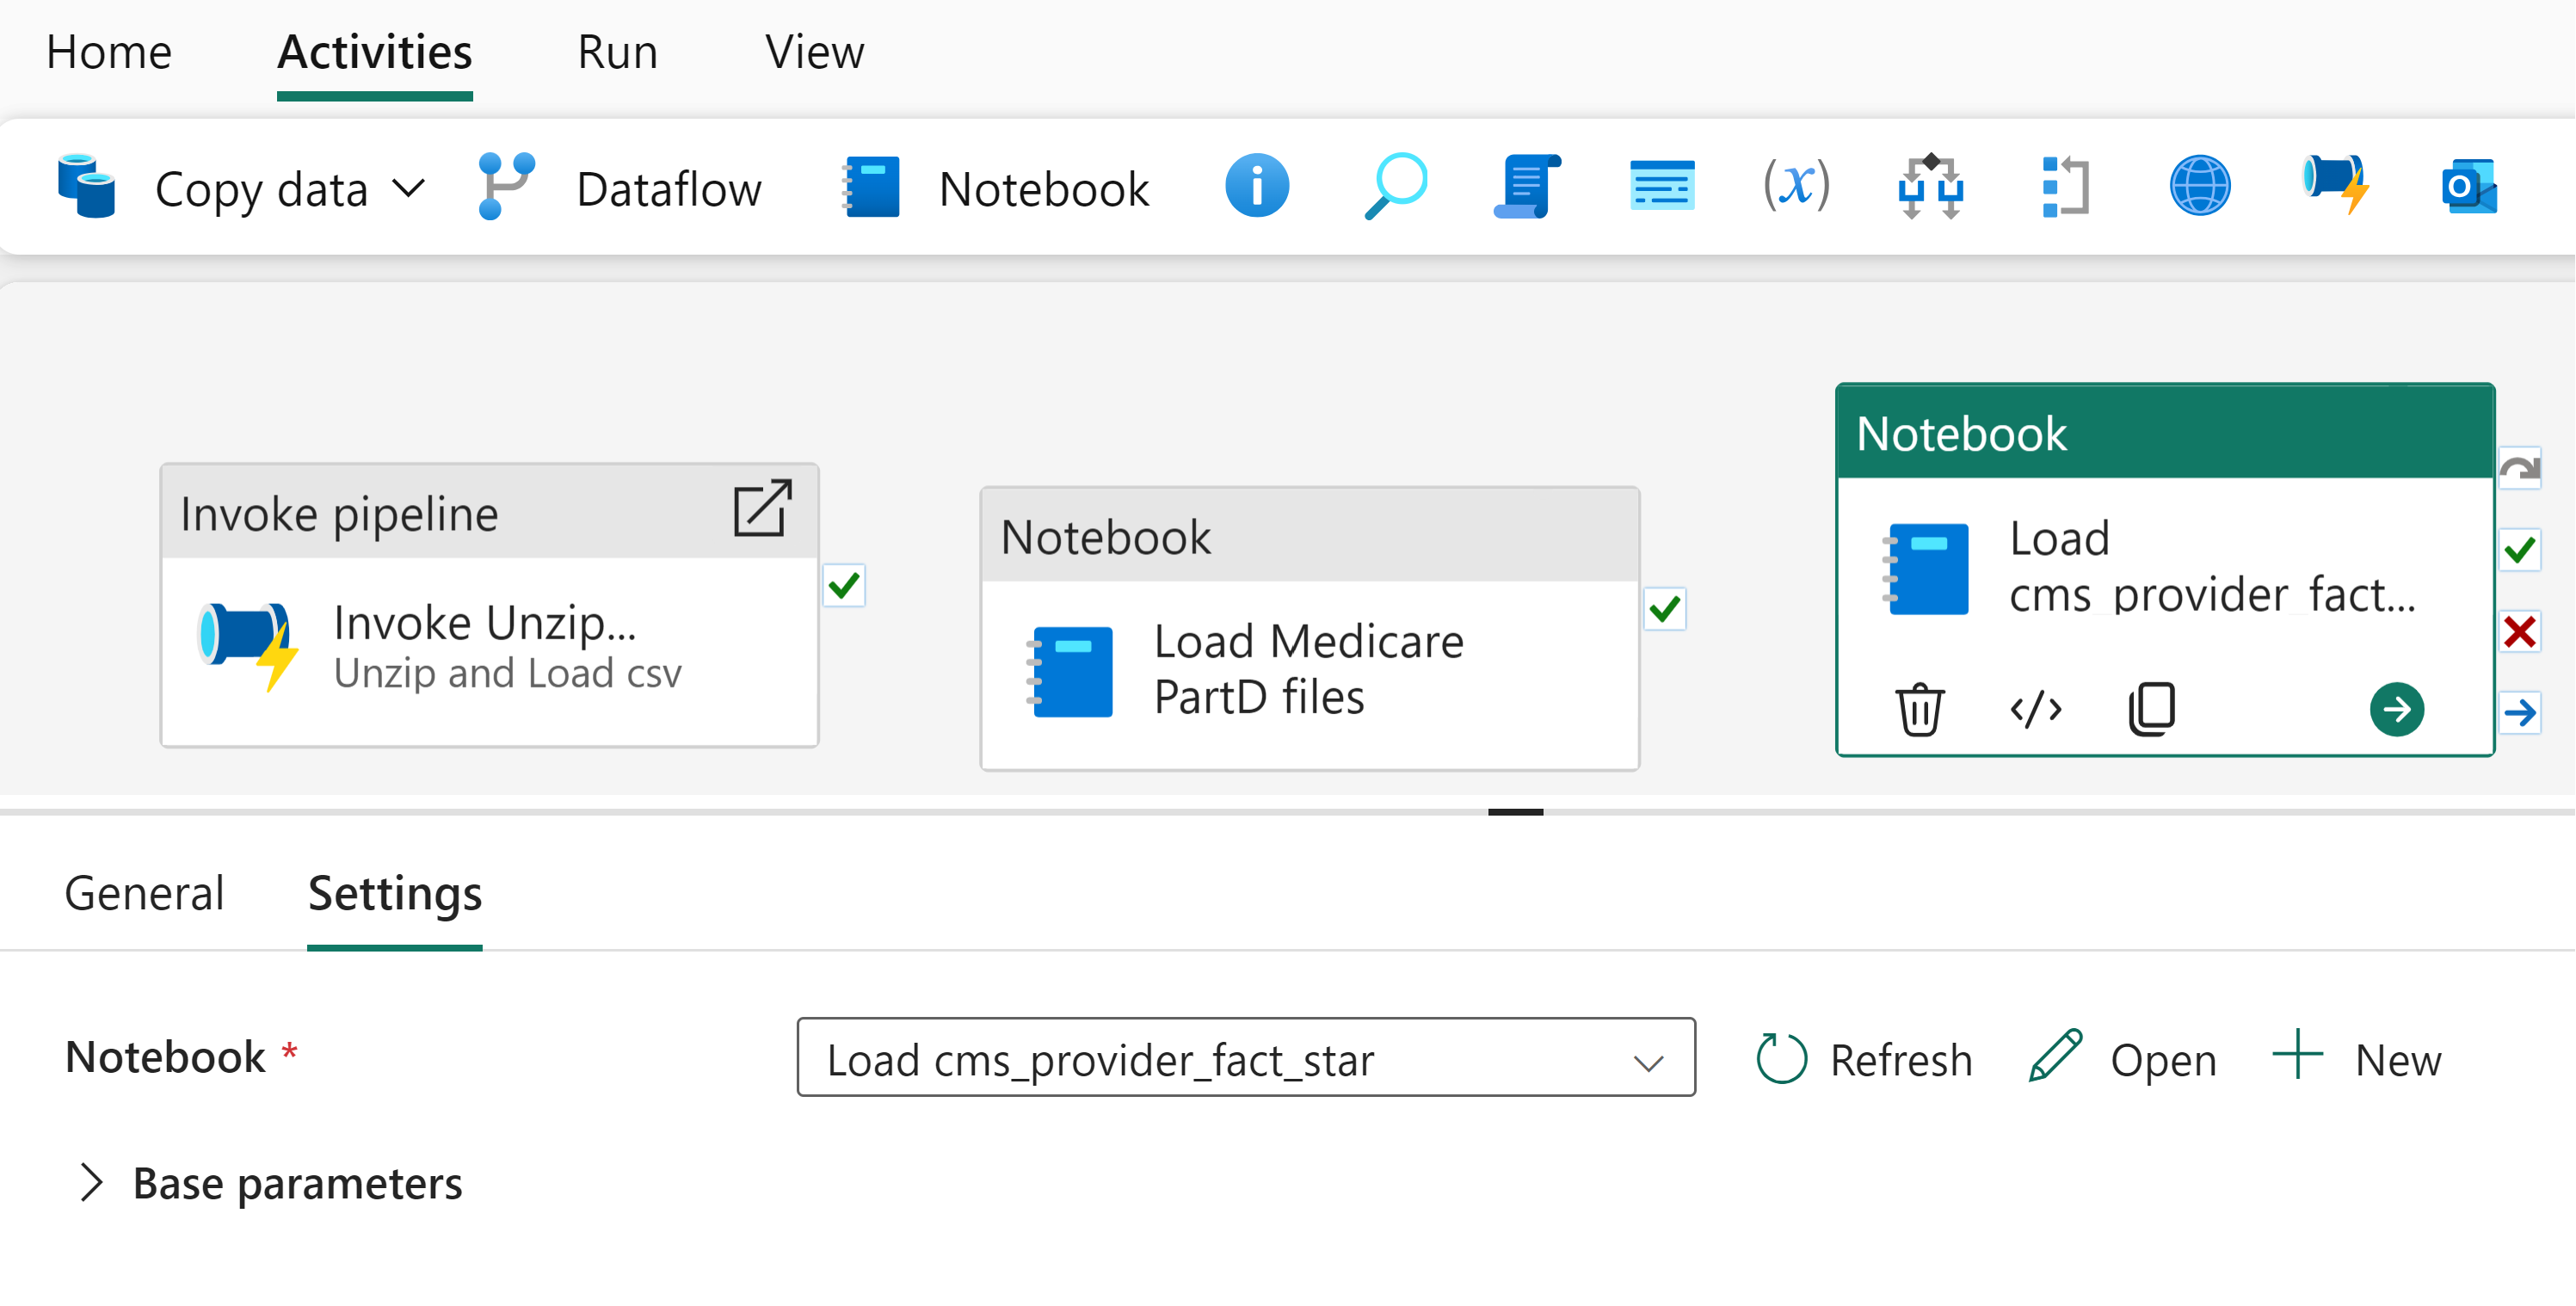 Home Activities Run View
Copy data Dataflow Notebook (x)
Invoke pipeline
Invoke Unzip...
Unzip and Load csv
Notebook
Load Medicare
PartD files
Notebook
Load
cms_provider_fact...
General Settings
Notebook * Load cms_provider_fact_star Refresh Open New
Base parameters